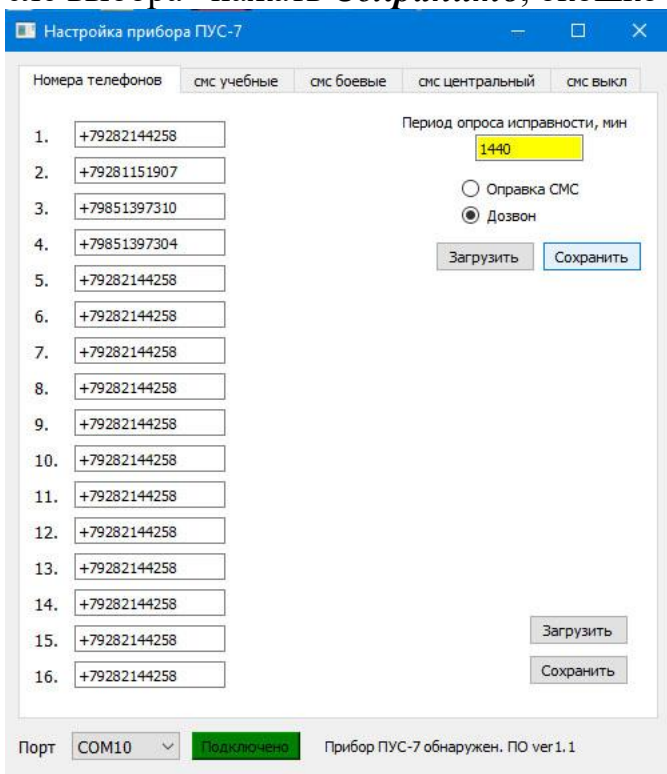 Сохранить
Настройка прибора ПУС-7
Номера телефонов смс учебные смс боевые смс центральный смс выкл
Период опроса исправности, мин
1440
Оправка СМС
Дозвон
Загрузить Сохранить
1. +79282144258
2. +79281151907
3. +79851397310
4. +79851397304
5. +79282144258
6. +79282144258
7. +79282144258
8. +79282144258
9. +79282144258
10. +79282144258
11. +79282144258
12. +79282144258
13. +79282144258
14. +79282144258
15. +79282144258
16. +79282144258
Загрузить
Сохранить
Порт COM10 Подключено Прибор ПУС-7 обнаружен. ПО ver1.1